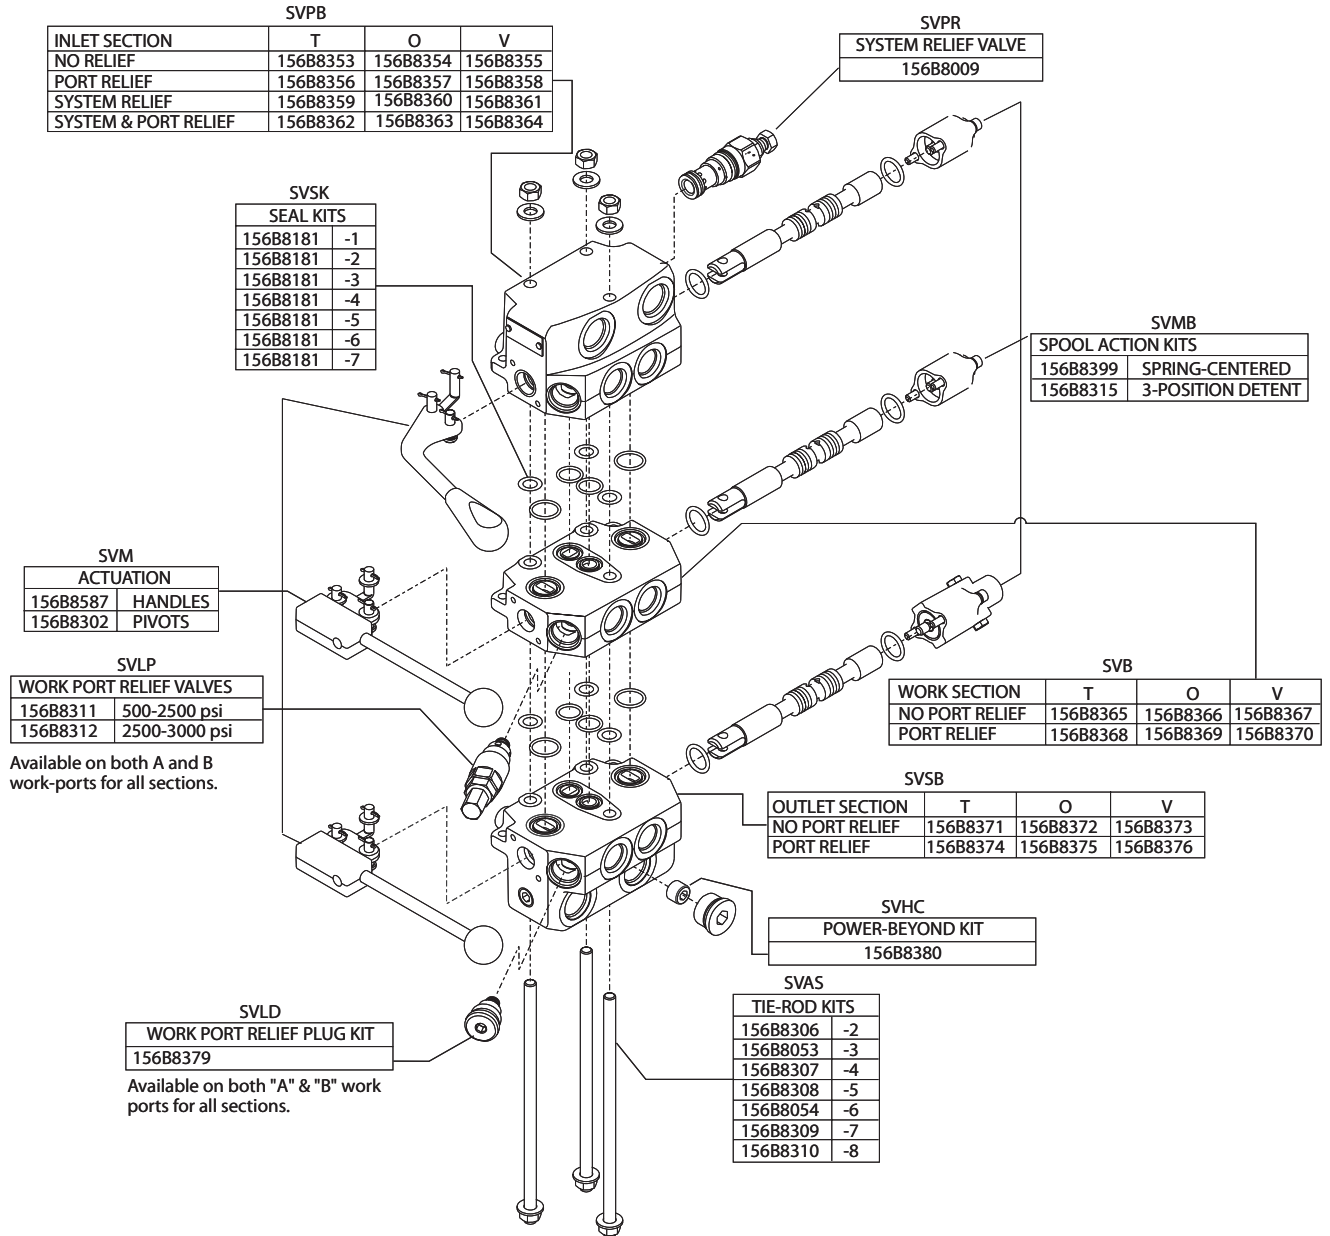 SVPB
INLET SECTION T O V
NO RELIEF 156B8353 156B8354 156B8355
PORT RELIEF 156B8356 156B8357 156B8358
SYSTEM RELIEF 156B8359 156B8360 156B8361
SYSTEM & PORT RELIEF 156B8362 156B8363 156B8364
SVPR
SYSTEM RELIEF VALVE
156B8009
SVSK
SEAL KITS
156B8181 -1
156B8181 -2
156B8181 -3
156B8181 -4
156B8181 -5
156B8181 -6
156B8181 -7
SVMB
SPOOL ACTION KITS
156B8399 SPRING-CENTERED
156B8315 3-POSITION DETENT
SVM
ACTUATION
156B8587 HANDLES
156B8302 PIVOTS
SVLP
WORK PORT RELIEF VALVES
156B8311 500-2500 psi
156B8312 2500-3000 psi
Available on both A and B
work-ports for all sections.
SVB
WORK SECTION T O V
NO PORT RELIEF 156B8365 156B8366 156B8367
PORT RELIEF 156B8368 156B8369 156B8370
SVSB
OUTLET SECTION T O V
NO PORT RELIEF 156B8371 156B8372 156B8373
PORT RELIEF 156B8374 156B8375 156B8376
SVHC
POWER-BEYOND KIT
156B8380
SVAS
TIE-ROD KITS
156B8306 -2
156B8053 -3
156B8307 -4
156B8308 -5
156B8054 -6
156B8309 -7
156B8310 -8
SVLD
WORK PORT RELIEF PLUG KIT
156B8379
Available on both "A" & "B" work
ports for all sections.